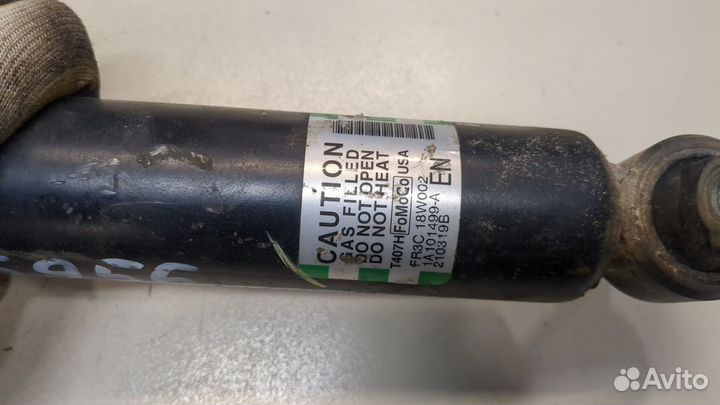 CAUTION
GAS FILLED
DO NOT OPEN
DO NOT HEAT
T407H FoMoCo USA
FR3C 18W002
1A101499-A
210319B
EN
Avito